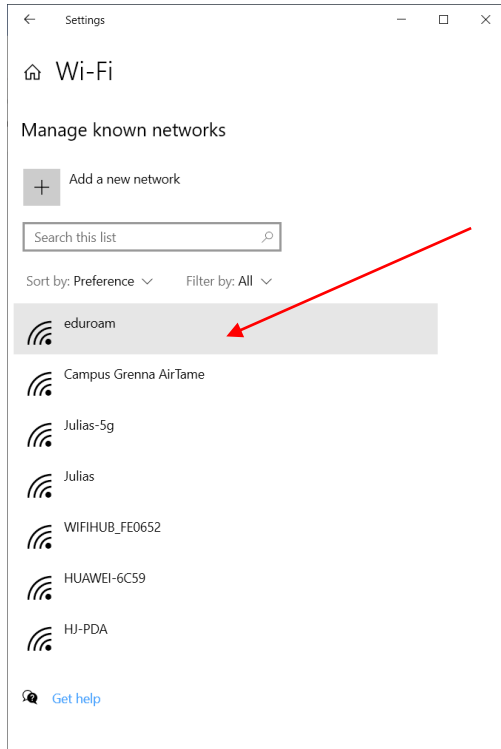 Settings
Wi-Fi
Manage known networks
Add a new network
Search this list
Sort by: Preference Filter by: All
eduroam
Campus Grenna AirTame
Julias-5g
Julias
WIFIHUB_FE0652
HUAWEI-6C59
HJ-PDA
Get help